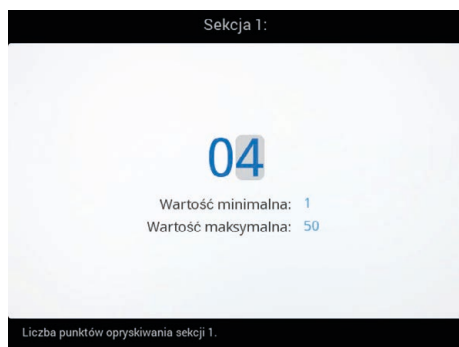 Sekcja 1:
04
Wartość minimalna: 1
Wartość maksymalna: 50
Liczba punktów opryskiwania sekcji 1.